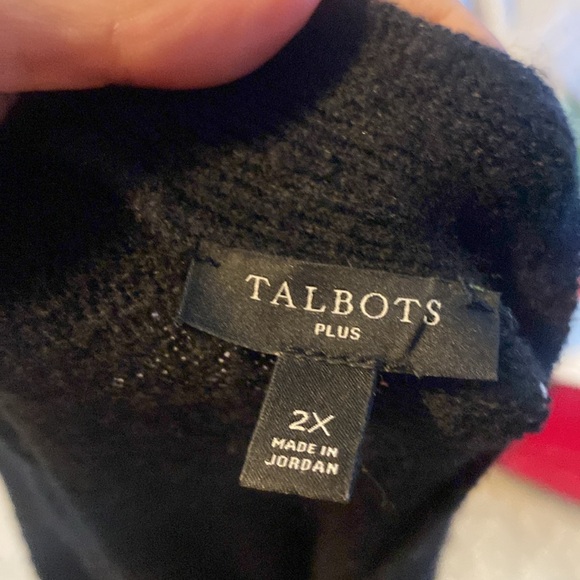 TALBOTS
PLUS
2X
MADE IN
JORDAN